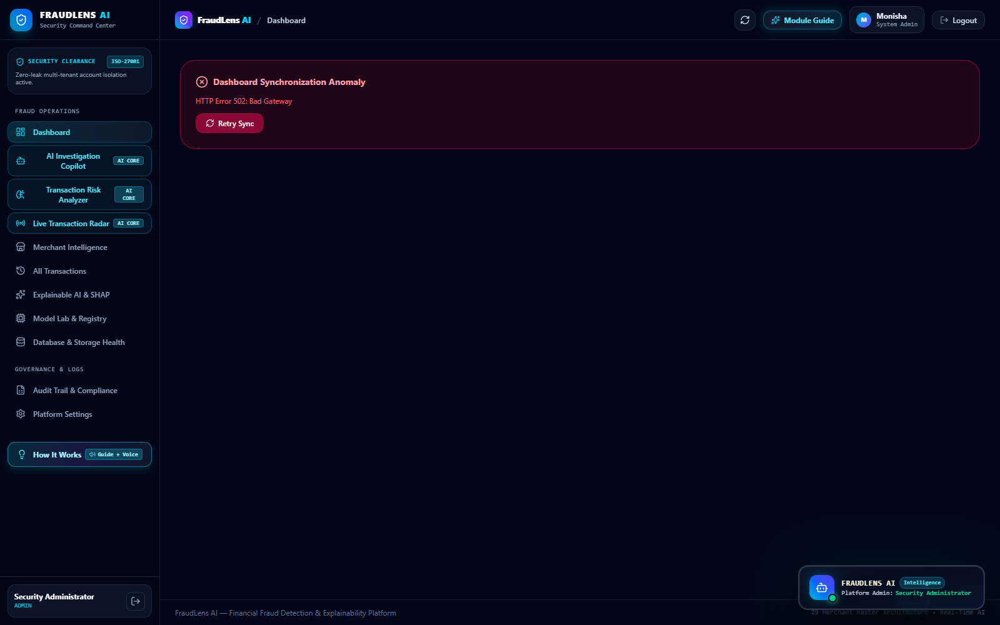 FRAUDLENS AI
Security Command Center
SECURITY CLEARANCE
ISO-27001
Zero-leak multi-tenant account isolation
active.
FRAUD OPERATIONS
Dashboard
AI Investigation
Copilot
AI CORE
Transaction Risk
Analyzer
AI
CORE
Live Transaction Radar
AI CORE
Merchant Intelligence
All Transactions
Explainable AI & SHAP
Model Lab & Registry
Database & Storage Health
GOVERNANCE & LOGS
Audit Trail & Compliance
Platform Settings
How It Works
Guide + Voice
Security Administrator
ADMIN
FraudLens AI / Dashboard
Module Guide
M
Monisha
System Admin
Logout
Dashboard Synchronization Anomaly
HTTP Error 502: Bad Gateway
Retry Sync
FRAUDLENS AI
Intelligence
Platform Admin: Security Administrator
FraudLens AI — Financial Fraud Detection & Explainability Platform
29 Merchant Master Architecture • Real-Time AI